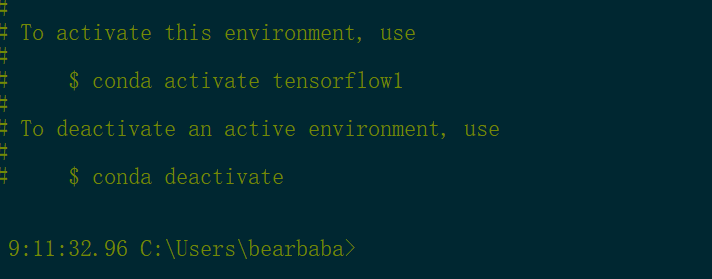 #
# To activate this environment, use
#
#     $ conda activate tensorflow1
#
# To deactivate an active environment, use
#
#     $ conda deactivate
9:11:32.96 C:\Users\bearbaba>